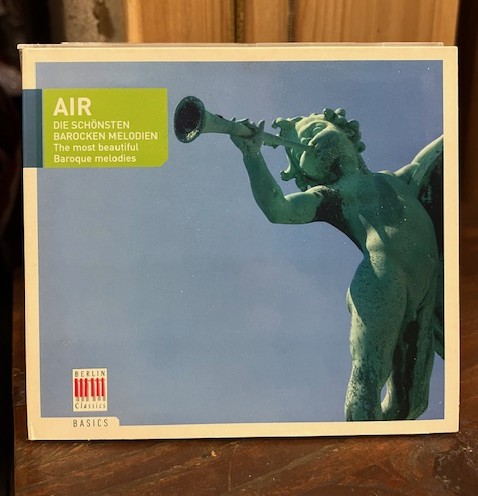 AIR
DIE SCHÖNSTEN
BAROCKEN MELODIEN
The most beautiful
Baroque melodies
BERLIN
Classics
BASICS